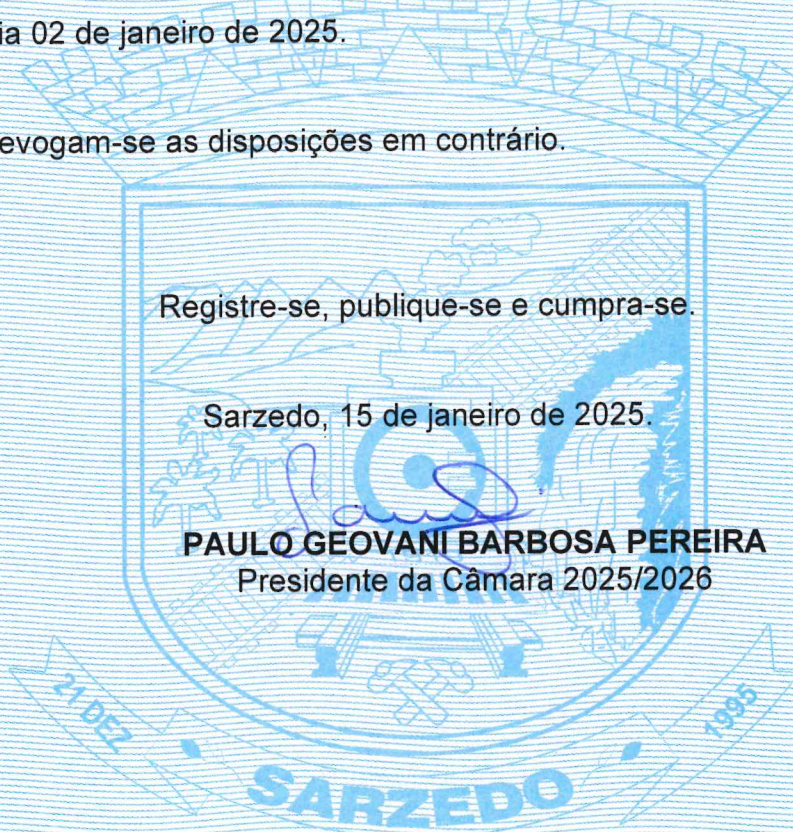 ia 02 de janeiro de 2025.
evogam-se as disposições em contrário.
Registre-se, publique-se e cumpra-se.
Sarzedo, 15 de janeiro de 2025.
PAULO GEOVANI BARBOSA PEREIRA
Presidente da Câmara 2025/2026
21 DEZ
1995
SARZEDO